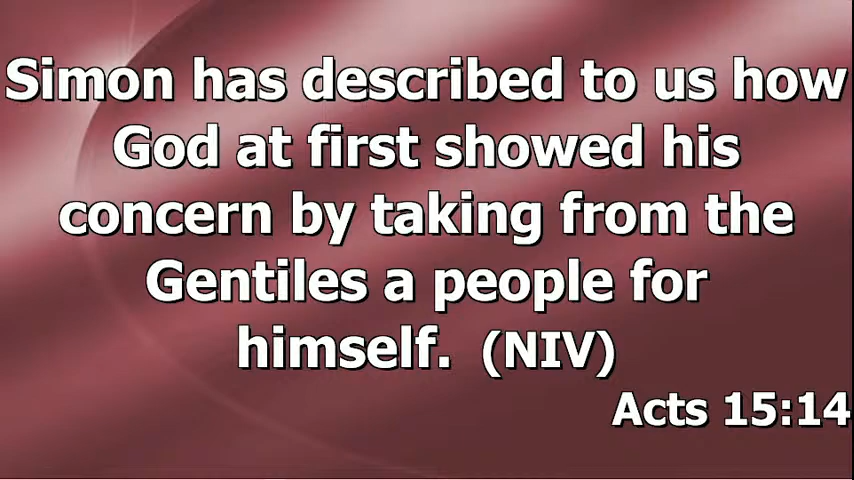 Simon has described to us how
God at first showed his
concern by taking from the
Gentiles a people for
himself. (NIV)
Acts 15:14